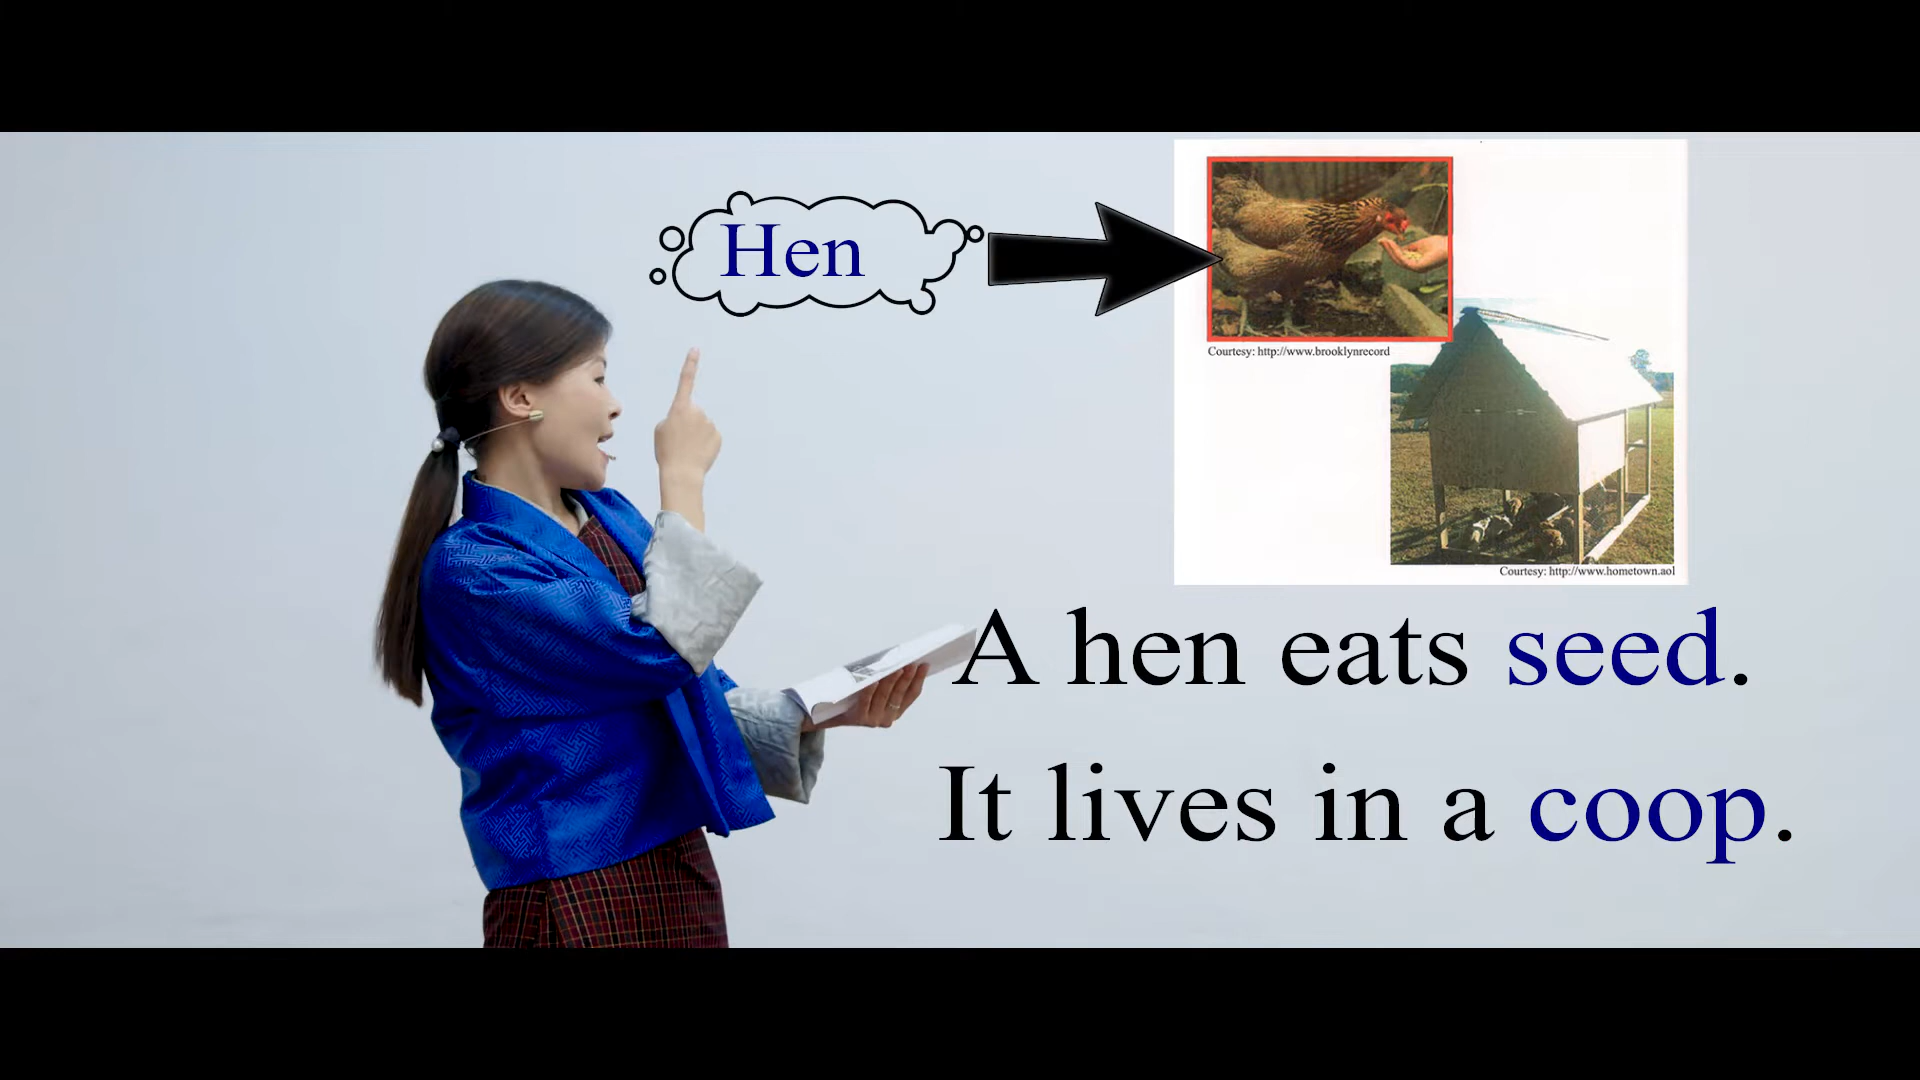 Hen
Courtesy: http://www.brooklynrecord
Courtesy: http://www.hometown.aol
A hen eats seed.
It lives in a coop.